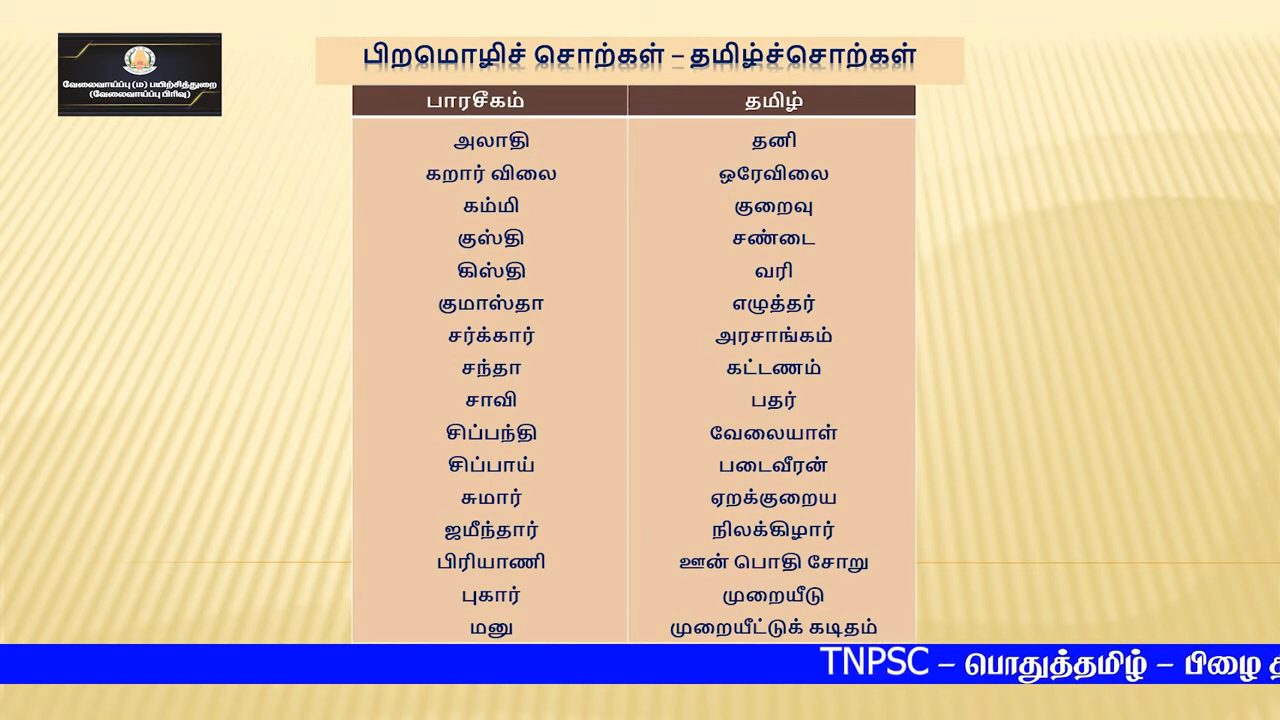 வேலைவாய்ப்பு (ம) பயிற்சித்துறை
(வேலைவாய்ப்பு பிரிவு)
பிறமொழிச் சொற்கள் – தமிழ்ச்சொற்கள்
பாரசீகம் தமிழ்
அலாதி தனி
கறார் விலை ஒரேவிலை
கம்மி குறைவு
குஸ்தி சண்டை
கிஸ்தி வரி
குமாஸ்தா எழுத்தர்
சர்க்கார் அரசாங்கம்
சந்தா கட்டணம்
சாவி பதர்
சிப்பந்தி வேலையாள்
சிப்பாய் படைவீரன்
சுமார் ஏறக்குறைய
ஜமீந்தார் நிலக்கிழார்
பிரியாணி ஊன் பொதி சோறு
புகார் முறையீடு
மனு முறையீட்டுக் கடிதம்
TNPSC – பொதுத்தமிழ் – பிழை